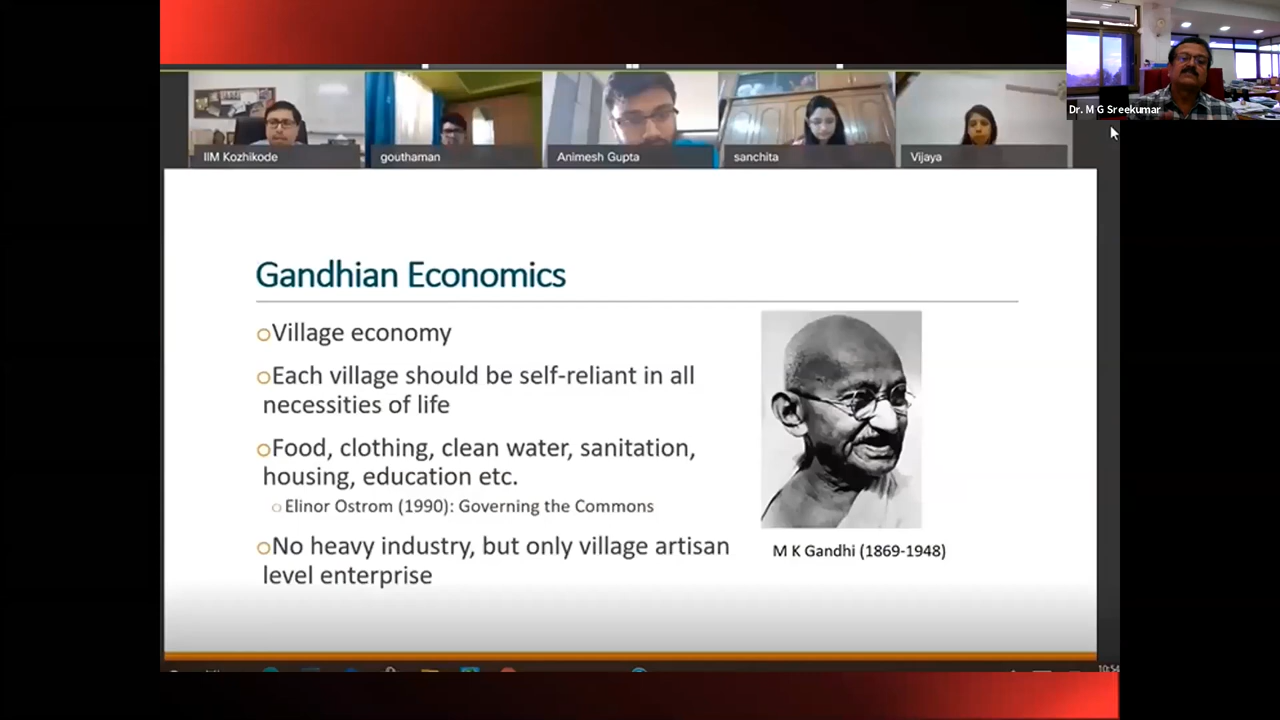 Dr. M G Sreekumar
IIM Kozhikode
gouthaman
Animesh Gupta
sanchita
Vijaya
Gandhian Economics
Village economy
Each village should be self-reliant in all
necessities of life
Food, clothing, clean water, sanitation,
housing, education etc.
Elinor Ostrom (1990): Governing the Commons
No heavy industry, but only village artisan
level enterprise
M K Gandhi (1869-1948)
10:54